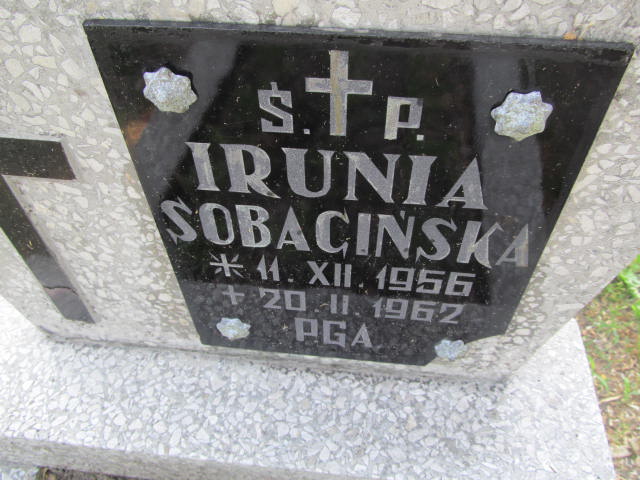 Ś. P.
IRUNIA
SOBACIŃSKA
* 11. XII. 1956
+ 20. II. 1962
PGA